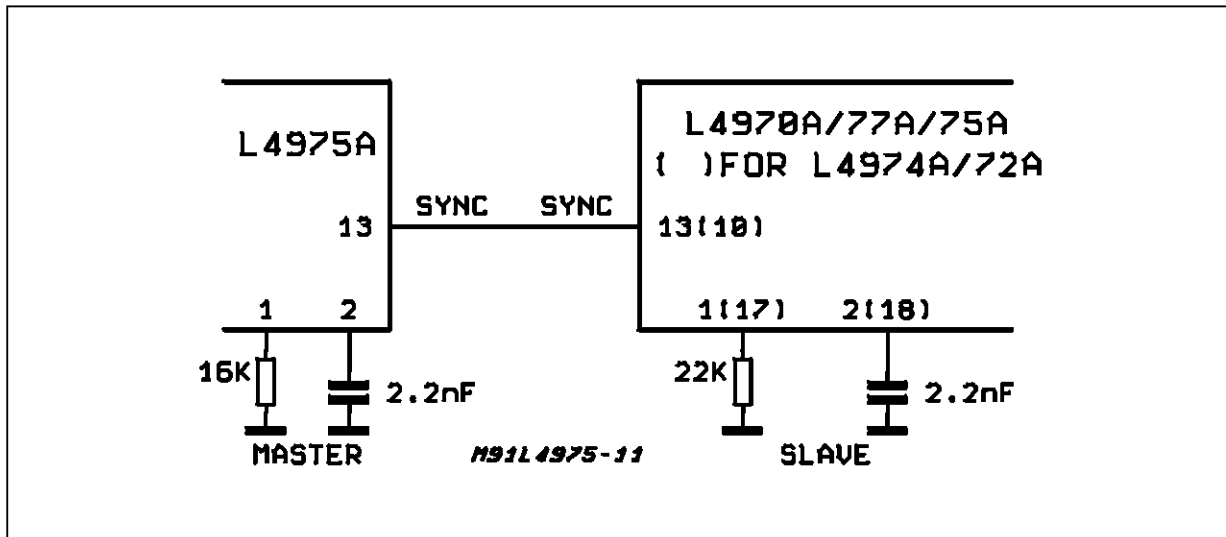 L4975A
L4970A/77A/75A
( )FOR L4974A/72A
SYNC SYNC
13
13(10)
1 2
1(17) 2(18)
16K
2.2nF
22K
2.2nF
MASTER
M91L4975-11
SLAVE